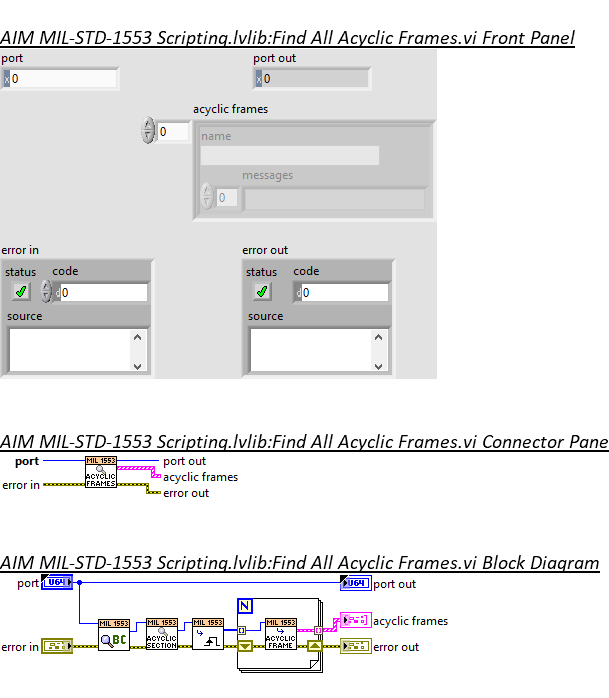 AIM MIL-STD-1553 Scripting.lvlib:Find All Acyclic Frames.vi Front Panel
port
port out
x 0
x 0
acyclic frames
0
name
messages
0
error in
error out
status code
status code
d 0
d 0
source
source
AIM MIL-STD-1553 Scripting.lvlib:Find All Acyclic Frames.vi Connector Pane
port
MIL 1553
port out
ACYCLIC
acyclic frames
error in
FRAMES
error out
AIM MIL-STD-1553 Scripting.lvlib:Find All Acyclic Frames.vi Block Diagram
port
U64
U64
port out
N
MIL 1553
MIL 1553
MIL 1553
MIL 1553
acyclic frames
BC
ACYCLIC
SECTION
ACYCLIC
FRAME
error in
error out